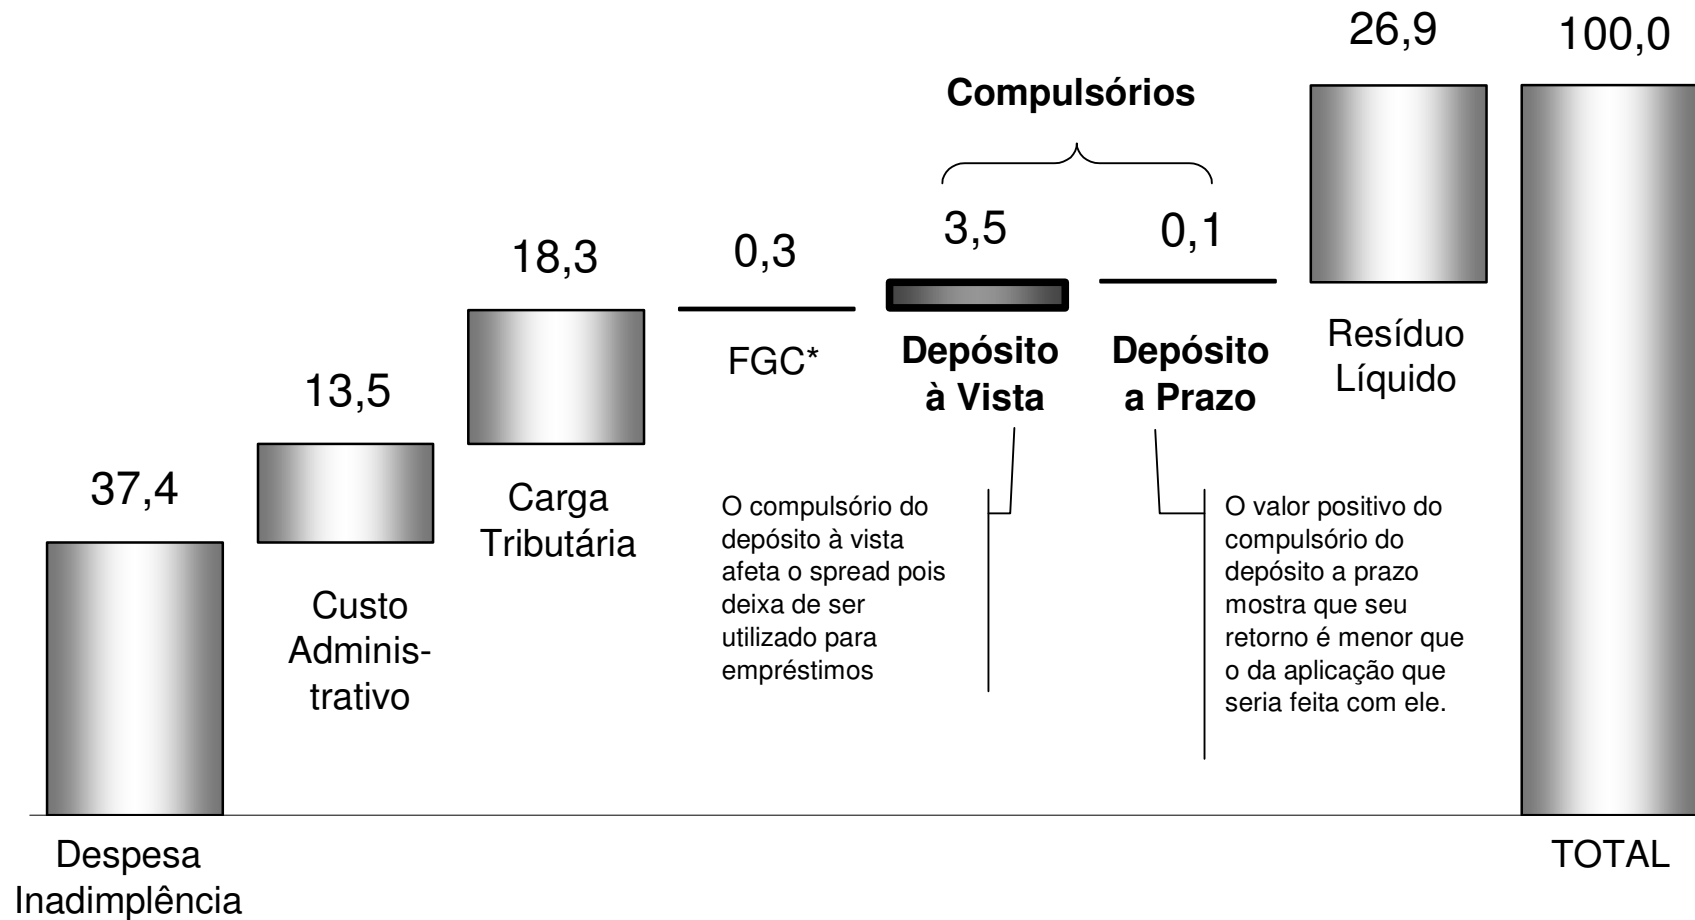 37,4
Despesa
Inadimplência
13,5
Custo
Adminis-
trativo
18,3
Carga
Tributária
0,3
FGC*
Compulsórios
3,5
Depósito
à Vista
O compulsório do
depósito à vista
afeta o spread pois
deixa de ser
utilizado para
empréstimos
0,1
Depósito
a Prazo
O valor positivo do
compulsório do
depósito a prazo
mostra que seu
retorno é menor que
o da aplicação que
seria feita com ele.
26,9
Resíduo
Líquido
100,0
TOTAL